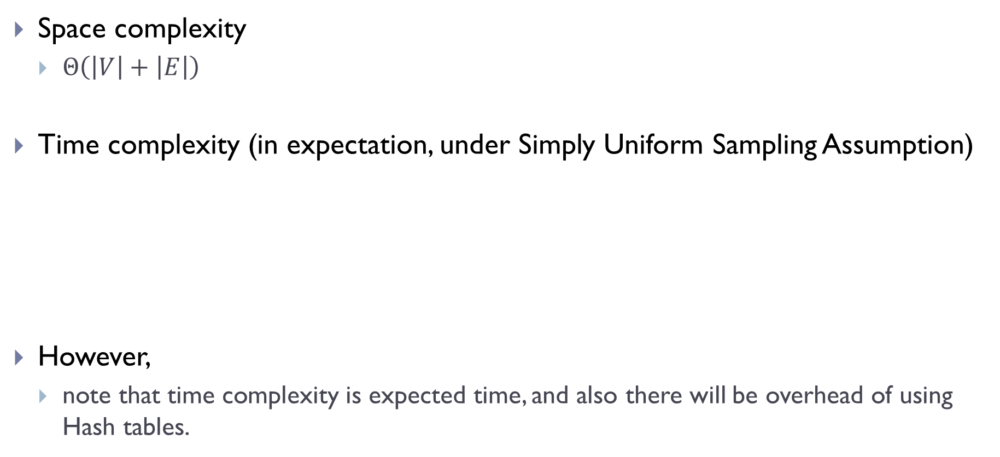 Space complexity
Θ(|V| + |E|)
Time complexity (in expectation, under Simply Uniform Sampling Assumption)
However,
note that time complexity is expected time, and also there will be overhead of using
Hash tables.